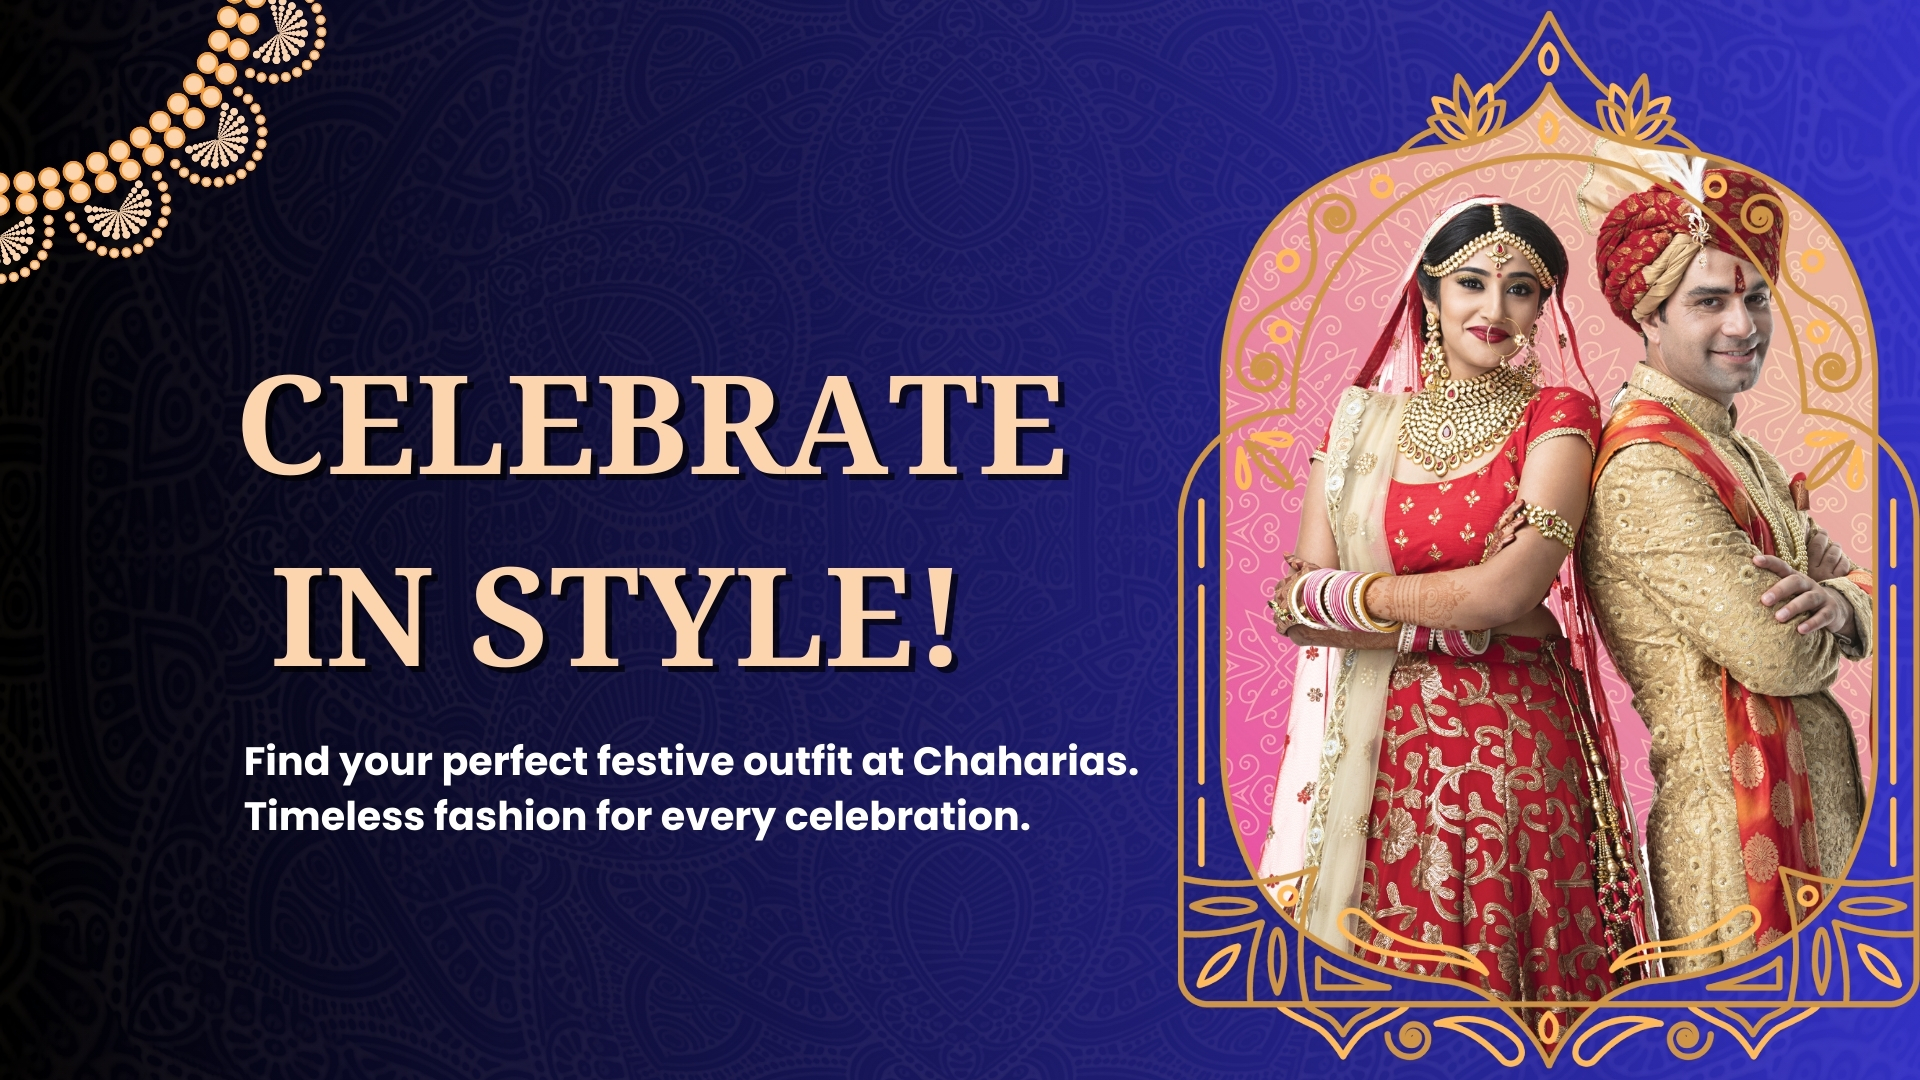 CELEBRATE
IN STYLE!
Find your perfect festive outfit at Chaharias.
Timeless fashion for every celebration.